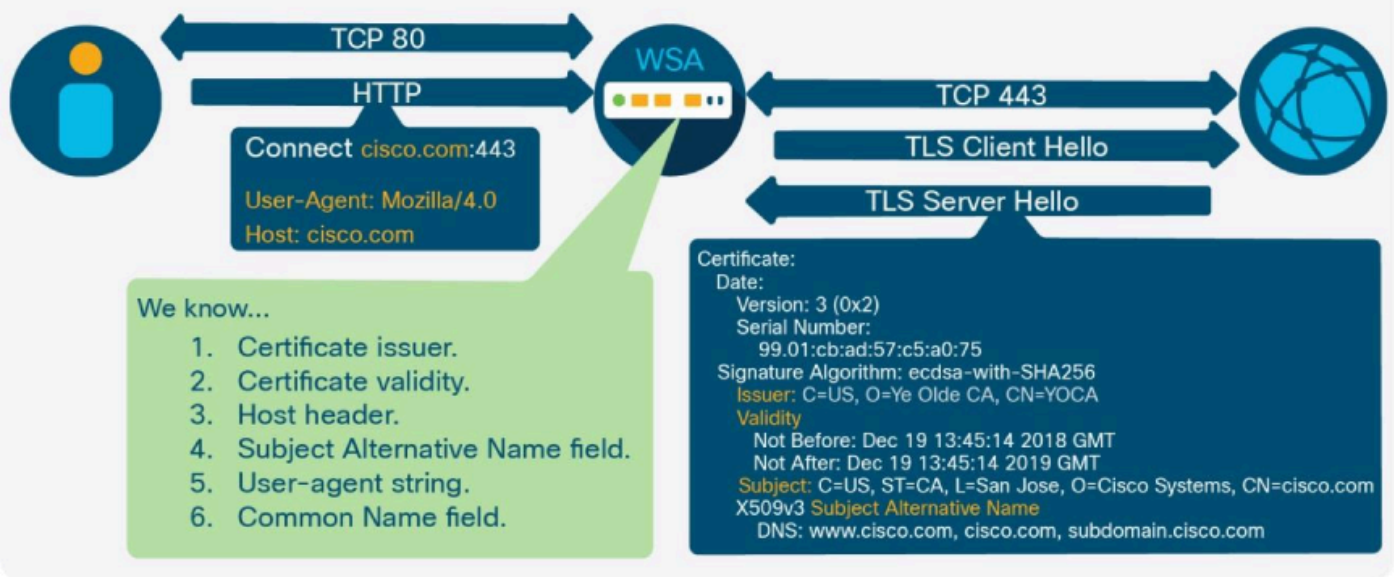 TCP 80
HTTP
Connect cisco.com:443
User-Agent: Mozilla/4.0
Host: cisco.com
WSA
TCP 443
TLS Client Hello
TLS Server Hello
We know...
1. Certificate issuer.
2. Certificate validity.
3. Host header.
4. Subject Alternative Name field.
5. User-agent string.
6. Common Name field.
Certificate:
Date:
Version: 3 (0x2)
Serial Number:
99.01:cb:ad:57:c5:a0:75
Signature Algorithm: ecdsa-with-SHA256
Issuer: C=US, O=Ye Olde CA, CN=YOCA
Validity
Not Before: Dec 19 13:45:14 2018 GMT
Not After: Dec 19 13:45:14 2019 GMT
Subject: C=US, ST=CA, L=San Jose, O=Cisco Systems, CN=cisco.com
X509v3 Subject Alternative Name
DNS: www.cisco.com, cisco.com, subdomain.cisco.com